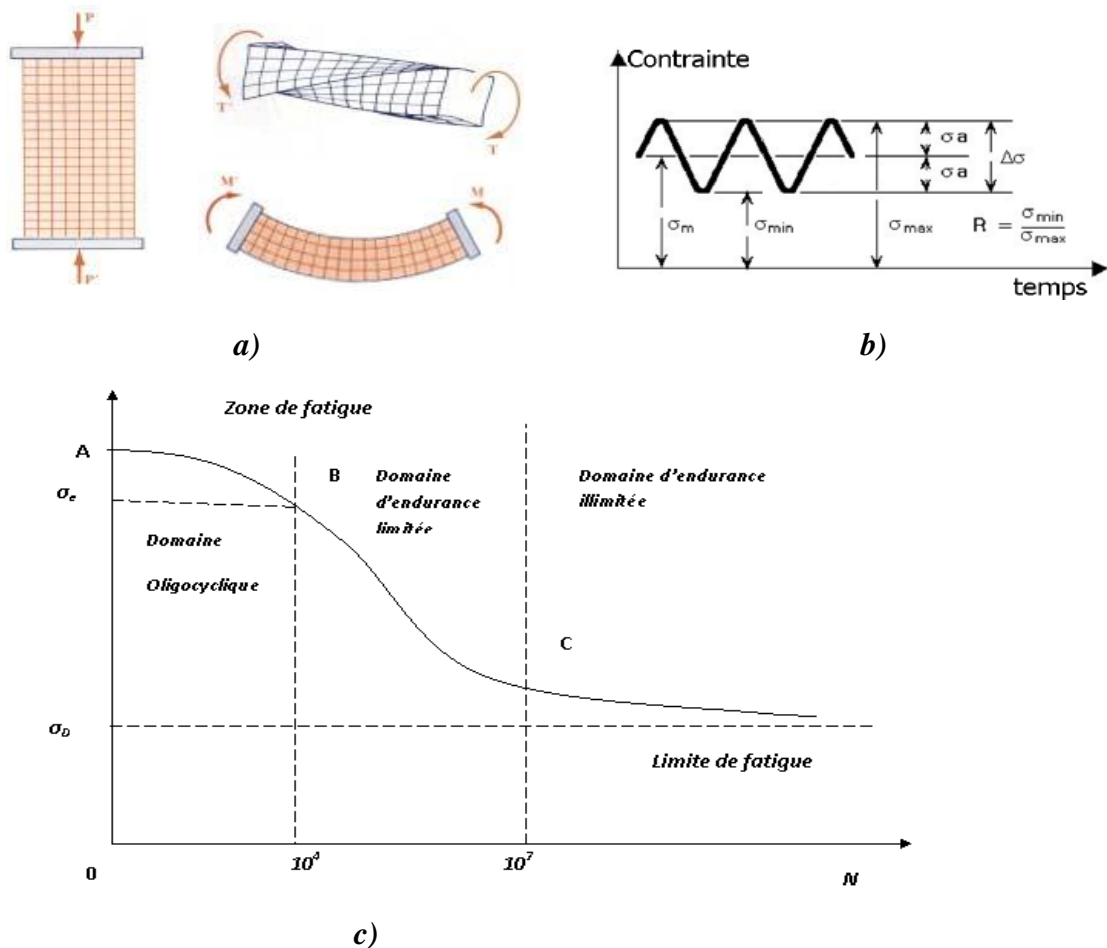 P
P'
T'
T
M'
M
a)
Contrainte
σa
σa
Δσ
σm
σmin
σmax
R = σmin/σmax
temps
b)
Zone de fatigue
A
σe
B
Domaine
d'endurance
limitée
Domaine d'endurance
illimitée
Domaine
Oligocyclique
C
σD
Limite de fatigue
0
10⁴
10⁷
N
c)